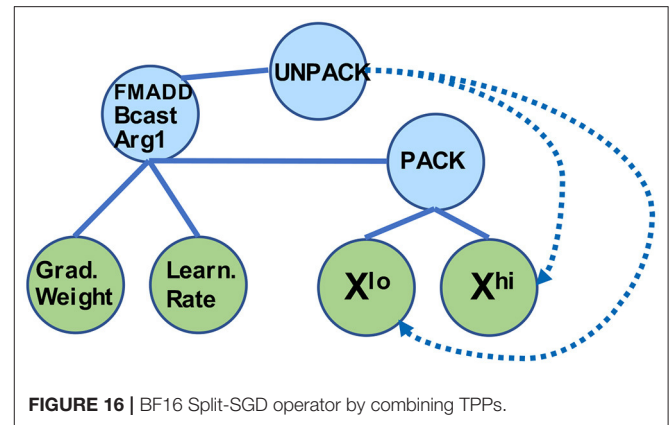 UNPACK
FMADD
Bcast
Arg1
PACK
Grad.
Weight
Learn.
Rate
Xlo
Xhi
FIGURE 16 | BF16 Split-SGD operator by combining TPPs.